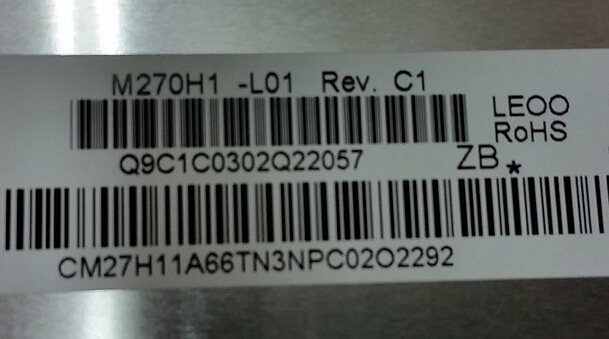 M270H1 -L01 Rev. C1
LEOO
RoHS
Q9C1C0302Q22057
ZB*
CM27H11A66TN3NPC02O2292